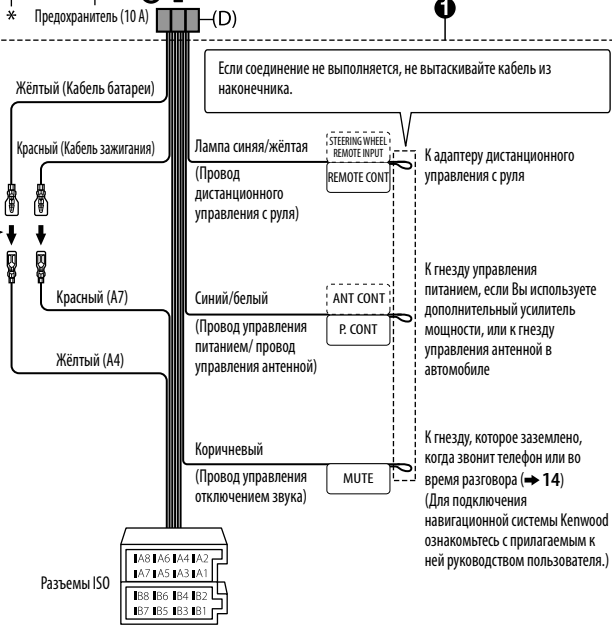 * Предохранитель (10 А)
(D)
1
Если соединение не выполняется, не вытаскивайте кабель из
наконечника.
Жёлтый (Кабель батареи)
Красный (Кабель зажигания)
Лампа синяя/жёлтая
(Провод
дистанционного
управления с руля)
STEERING WHEEL
REMOTE INPUT
REMOTE CONT
К адаптеру дистанционного
управления с руля
Красный (A7)
Жёлтый (A4)
Синий/белый
(Провод управления
питанием/ провод
управления антенной)
ANT CONT
P. CONT
К гнезду управления
питанием, если Вы используете
дополнительный усилитель
мощности, или к гнезду
управления антенной в
автомобиле
Коричневый
(Провод управления
отключением звука)
MUTE
К гнезду, которое заземлено,
когда звонит телефон или во
время разговора (➡ 14)
(Для подключения
навигационной системы Kenwood
ознакомьтесь с прилагаемым к
ней руководством пользователя.)
Разъемы ISO
A8 A6 A4 A2
A7 A5 A3 A1
B8 B6 B4 B2
B7 B5 B3 B1